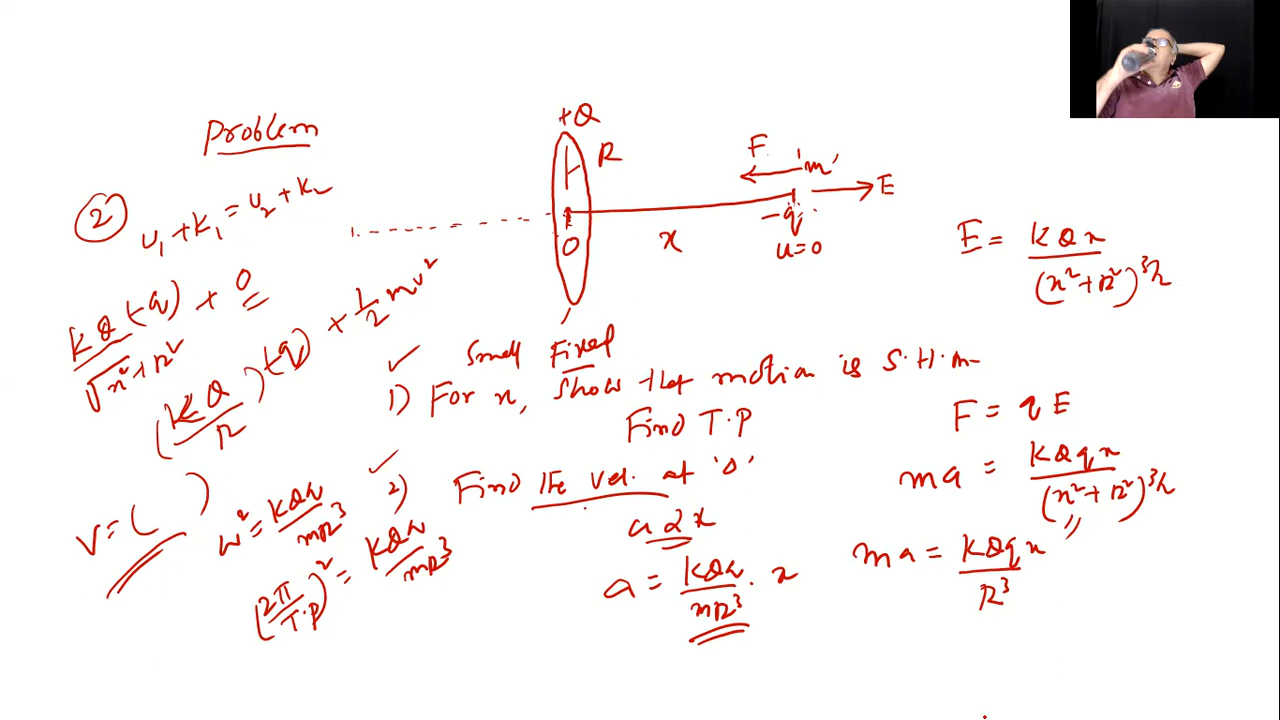 Problem
②
U₁ + K₁ = U₂ + K₂
KQ(-q)/√x²+R² + 0
(KQ/R)(-q) + 1/2 mv²
V = ( )
+Q
R
O
x
F
'm'
E
-q
u=0
E = KQx/(x²+R²)^3/2
Small Fixed
1) For x, show that motion is S.H.M
Find T.P
2) Find the Vel. at 'O'
F = qE
ma = KQqx/(x²+R²)^3/2
ma = KQqx/R³
a α x
a = KQq/mR³ . x
ω² = KQq/mR³
(2π/T.P)² = KQq/mR³